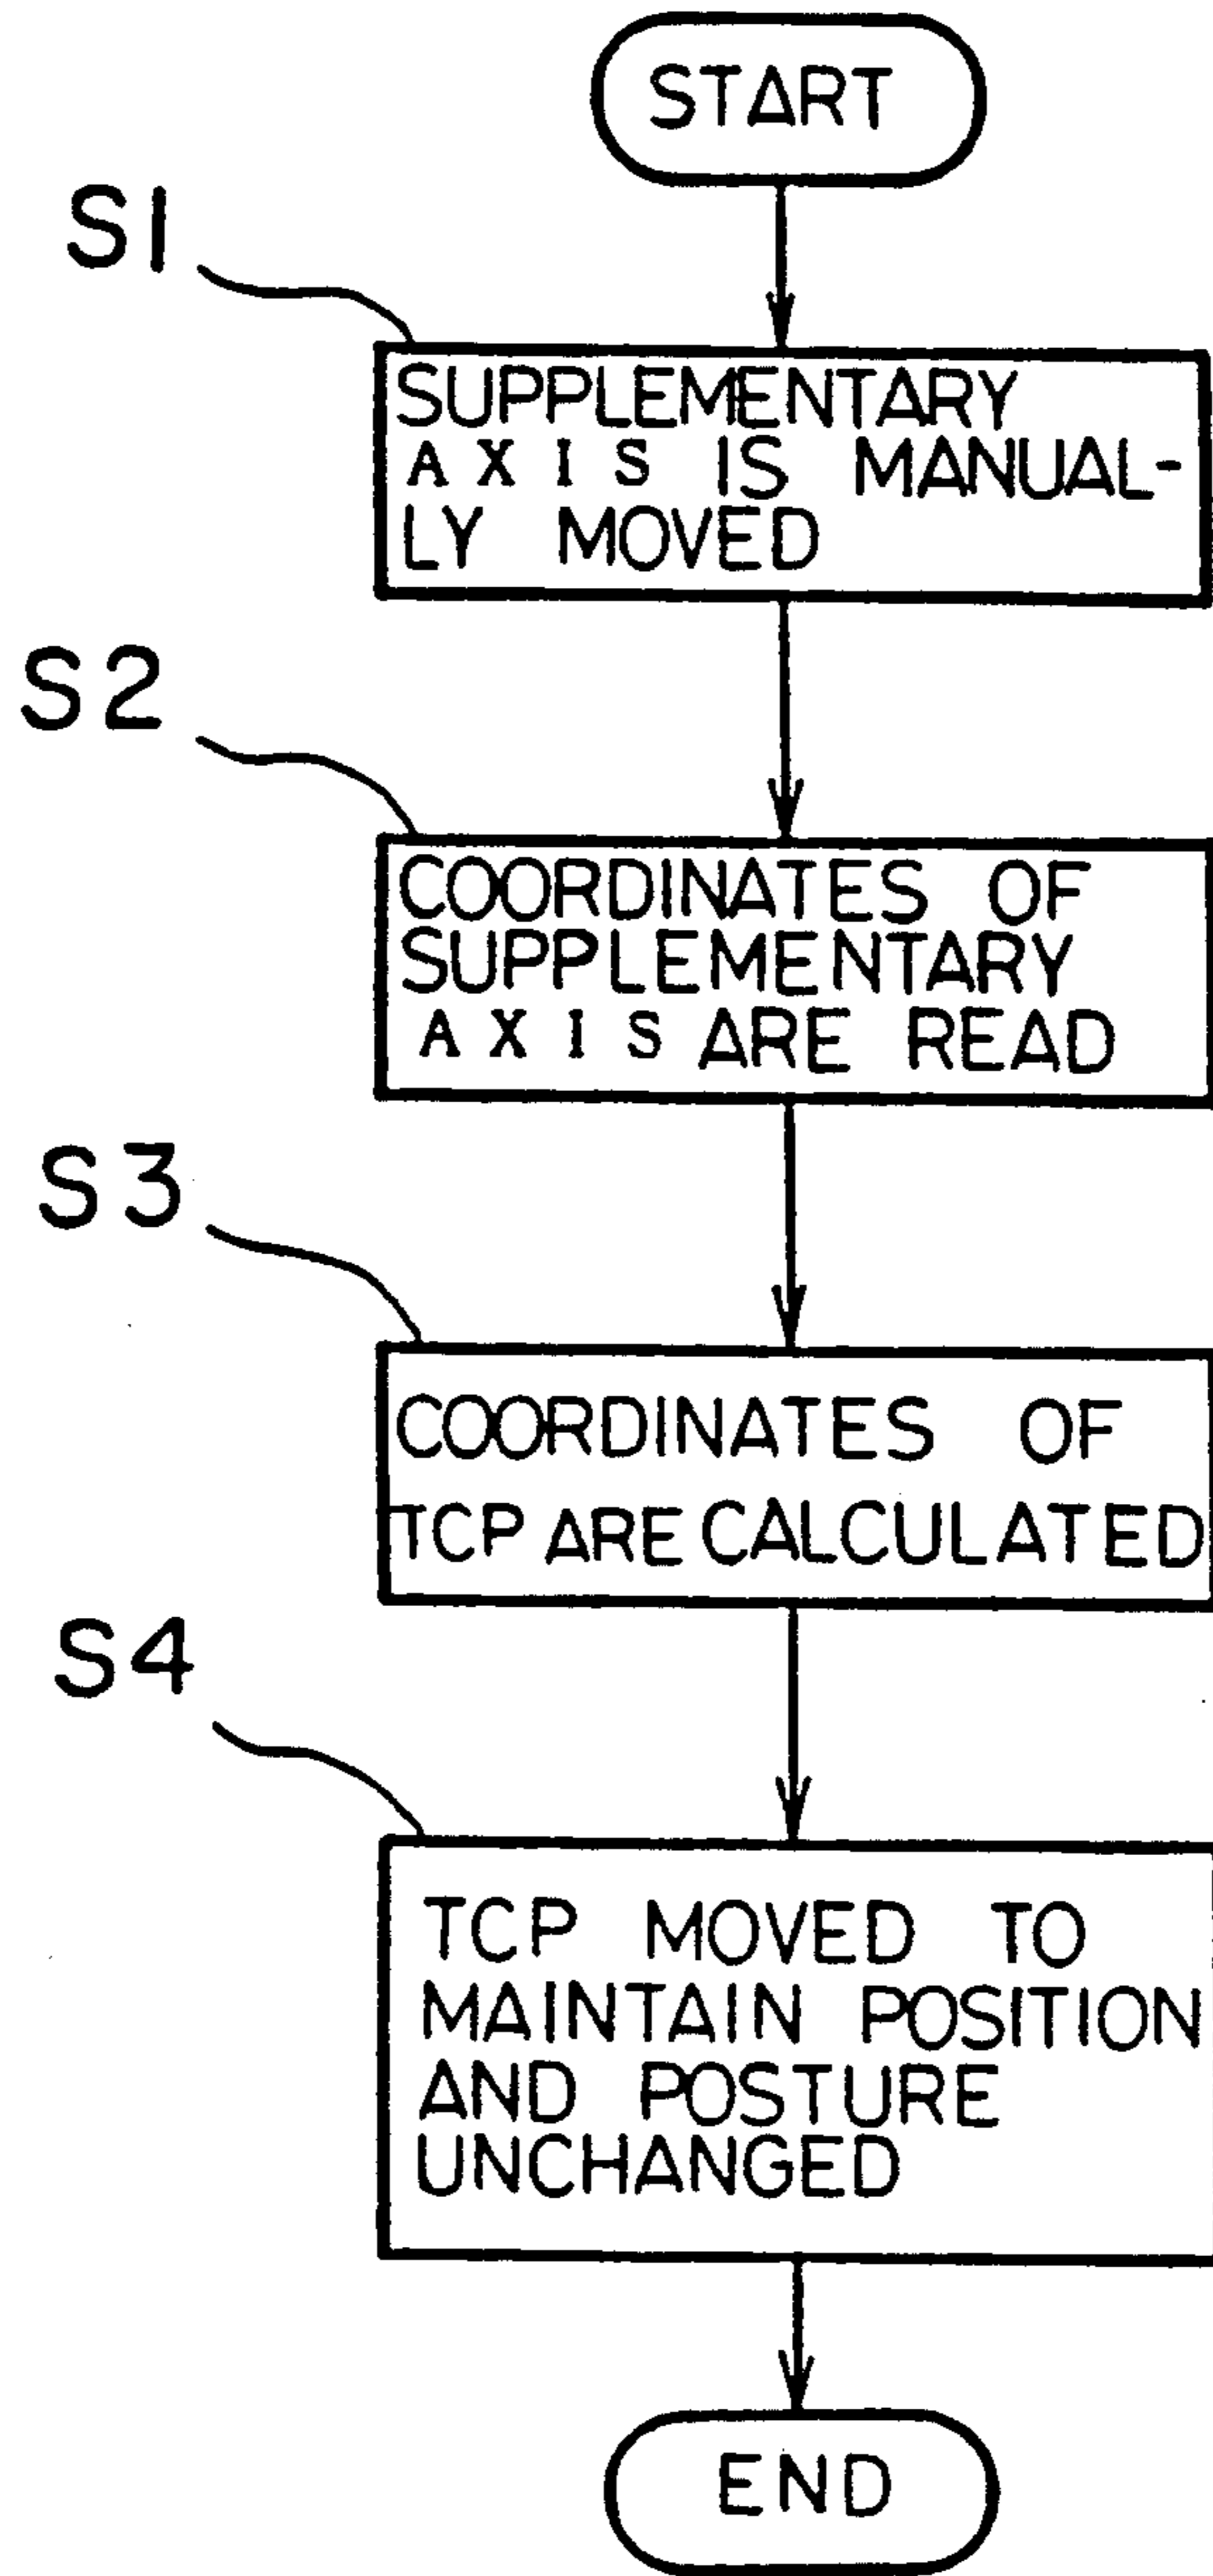 START
S1
SUPPLEMENTARY
AXIS IS MANUAL-
LY MOVED
S2
COORDINATES OF
SUPPLEMENTARY
AXIS ARE READ
S3
COORDINATES OF
TCP ARE CALCULATED
S4
TCP MOVED TO
MAINTAIN POSITION
AND POSTURE
UNCHANGED
END